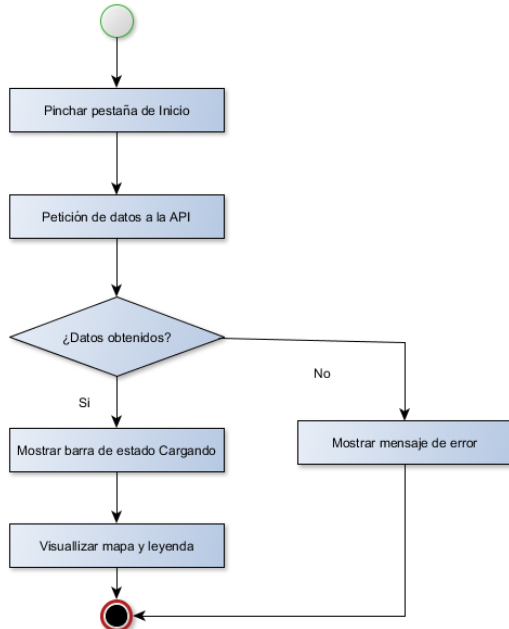 Pinchar pestaña de Inicio
Petición de datos a la API
¿Datos obtenidos?
No
Si
Mostrar barra de estado Cargando
Mostrar mensaje de error
Visuallizar mapa y leyenda